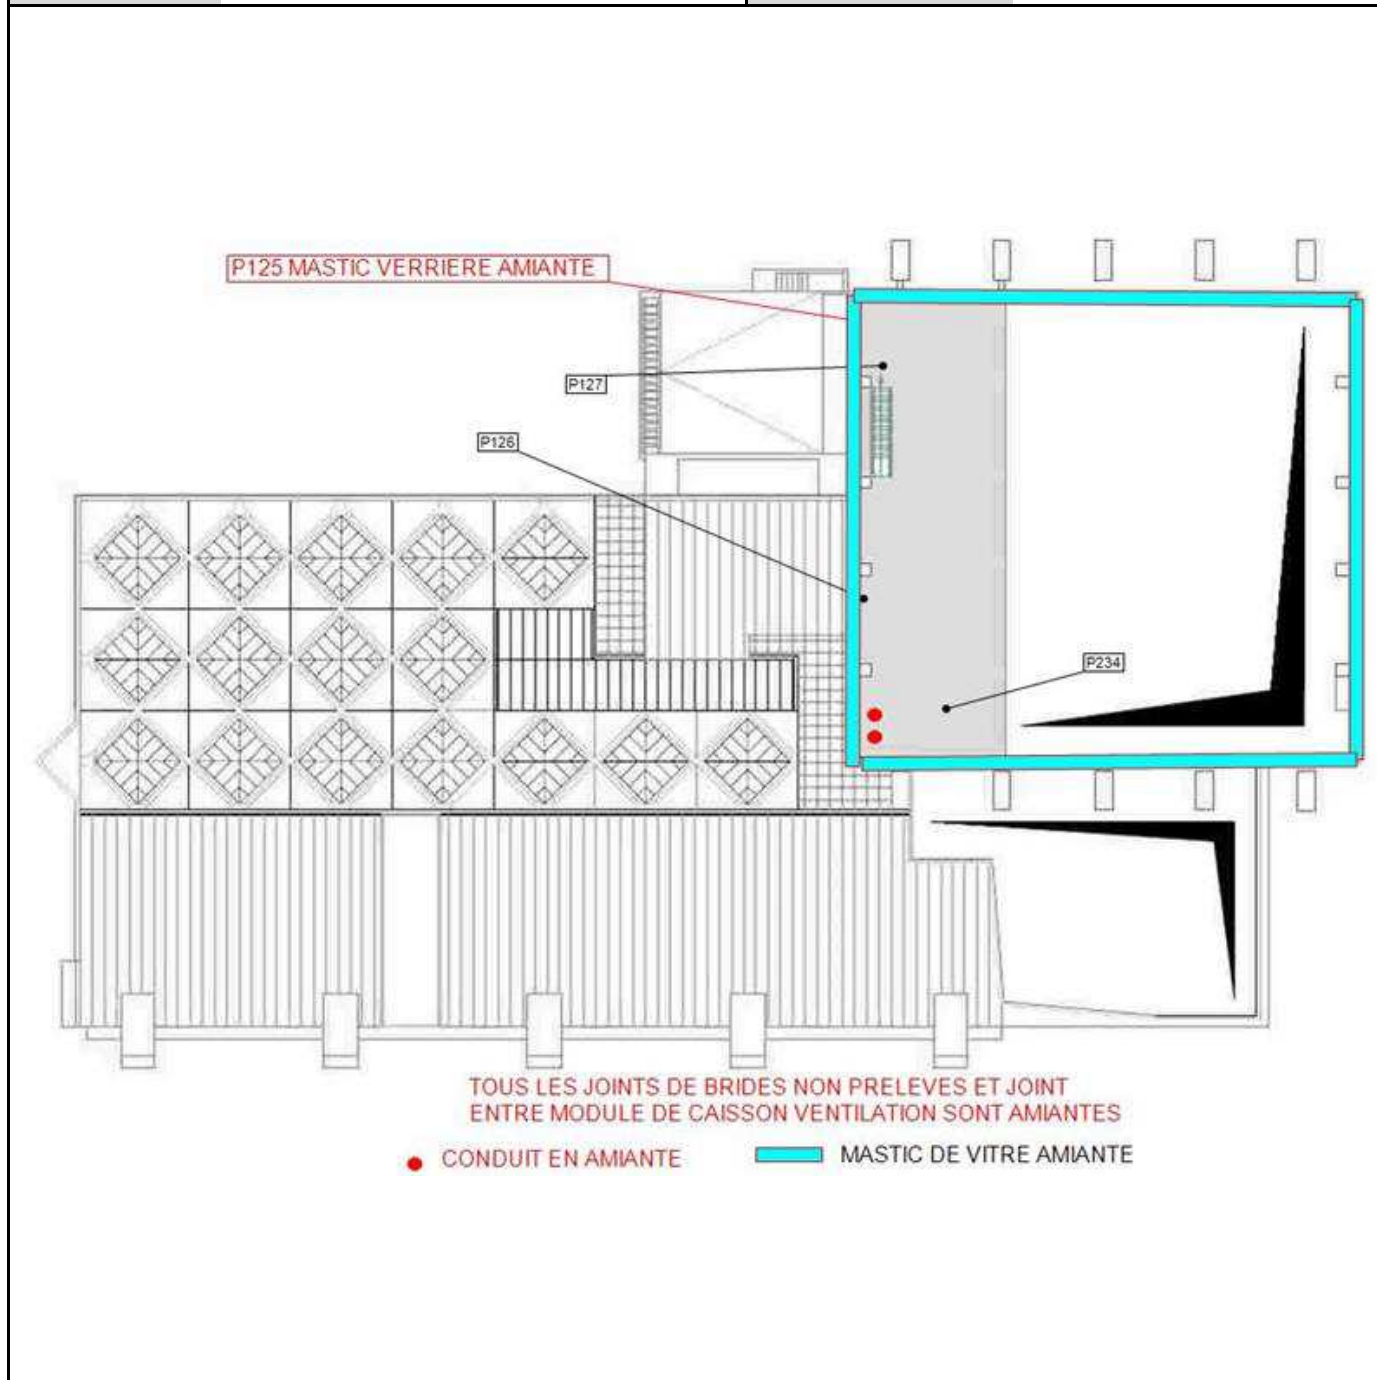 P125 MASTIC VERRIERE AMIANTE
P127
P126
P234
TOUS LES JOINTS DE BRIDES NON PRELEVES ET JOINT
ENTRE MODULE DE CAISSON VENTILATION SONT AMIANTES
CONDUIT EN AMIANTE
MASTIC DE VITRE AMIANTE